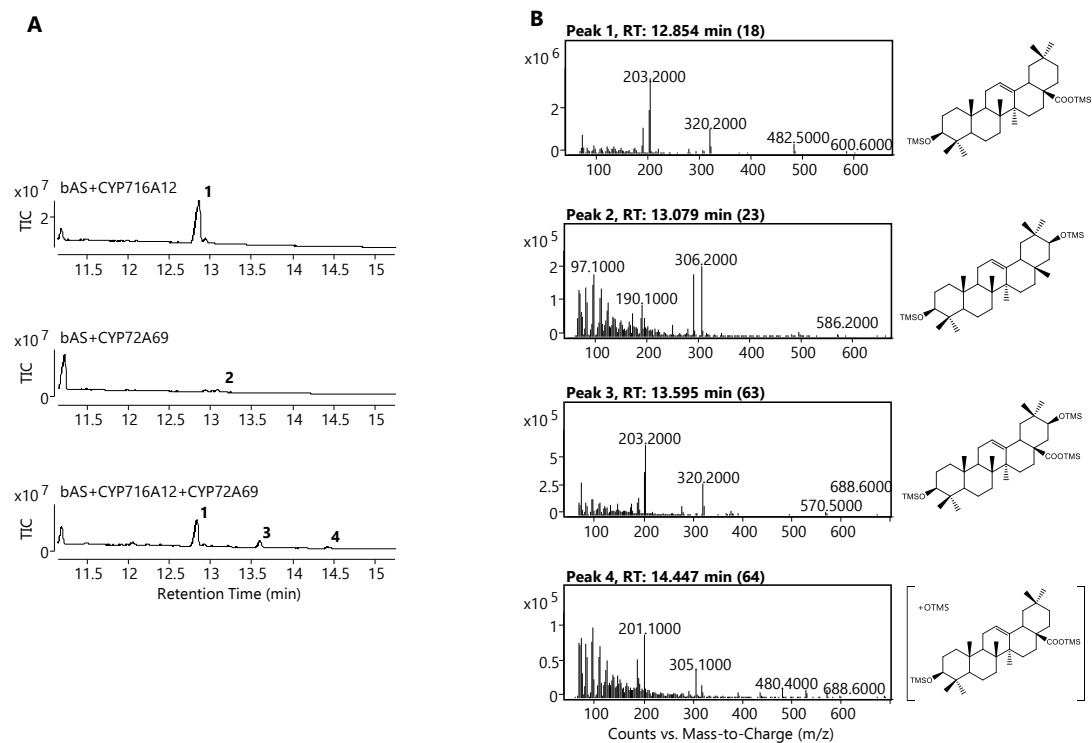 A
x10 7 bAS+CYP716A12
1
TIC
2
0
11.5 12 12.5 13 13.5 14 14.5 15
x10 7 bAS+CYP72A69
TIC
2
0
11.5 12 12.5 13 13.5 14 14.5 15
x10 7 bAS+CYP716A12+CYP72A69
TIC
1 3 4
0
11.5 12 12.5 13 13.5 14 14.5 15
Retention Time (min)
B
Peak 1, RT: 12.854 min (18)
x10 6
203.2000
2
320.2000
482.5000
600.6000
0
100 200 300 400 500 600
COOTMS
TMSO
Peak 2, RT: 13.079 min (23)
x10 5
2
97.1000
306.2000
1
190.1000
586.2000
0
100 200 300 400 500 600
OTMS
TMSO
Peak 3, RT: 13.595 min (63)
x10 5
203.2000
5
320.2000
2.5
688.6000
570.5000
0
100 200 300 400 500 600
OTMS
COOTMS
TMSO
Peak 4, RT: 14.447 min (64)
x10 5
1
201.1000
0.5
305.1000
480.4000
688.6000
0
100 200 300 400 500 600
Counts vs. Mass-to-Charge (m/z)
+OTMS
COOTMS
TMSO